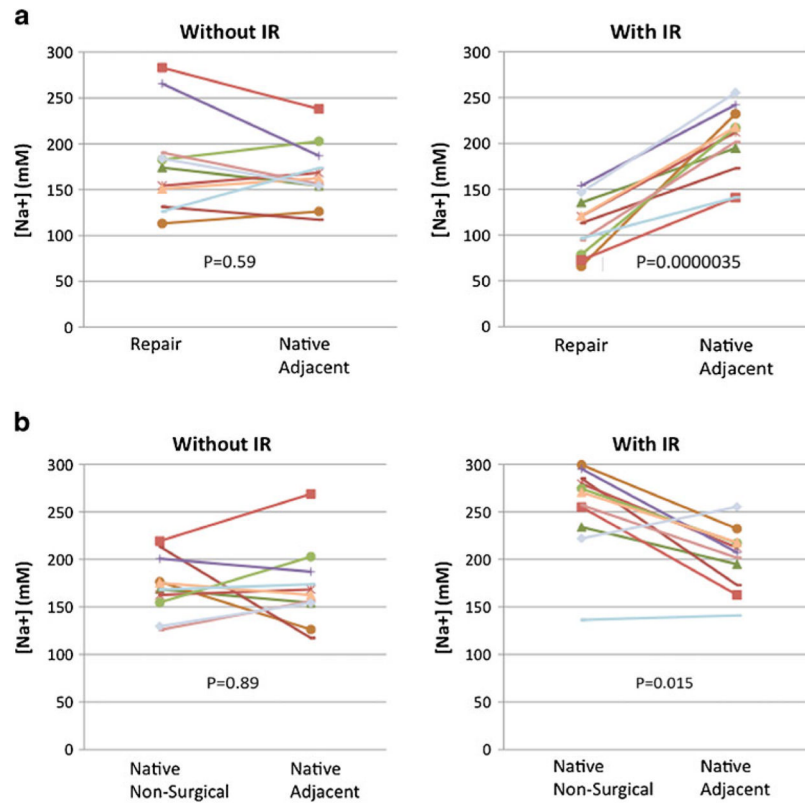 a
Without IR
With IR
300
250
200
150
100
50
0
[Na+] (mM)
P=0.59
Repair
Native
Adjacent
300
250
200
150
100
50
0
[Na+] (mM)
P=0.0000035
Repair
Native
Adjacent
b
Without IR
With IR
300
250
200
150
100
50
0
[Na+] (mM)
P=0.89
Native
Non-Surgical
Native
Adjacent
300
250
200
150
100
50
0
[Na+] (mM)
P=0.015
Native
Non-Surgical
Native
Adjacent